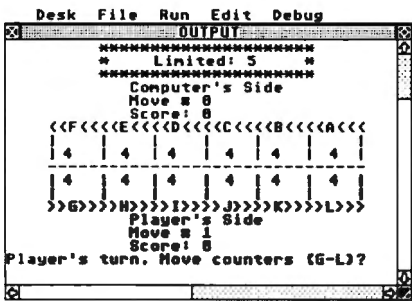 Desk File Run Edit Debug
OUTPUT
************************
* Limited: 5 *
************************
Computer's Side
Move # 0
Score: 0
<<F<<<<E<<<<D<<<<C<<<<B<<<<A<<<
| 4 | 4 | 4 | 4 | 4 | 4 |
-------------------------------
| 4 | 4 | 4 | 4 | 4 | 4 |
>>G>>>>H>>>>I>>>>J>>>>K>>>>L>>>
Player's Side
Move # 1
Score: 0
Player's turn. Move counters (G-L)?